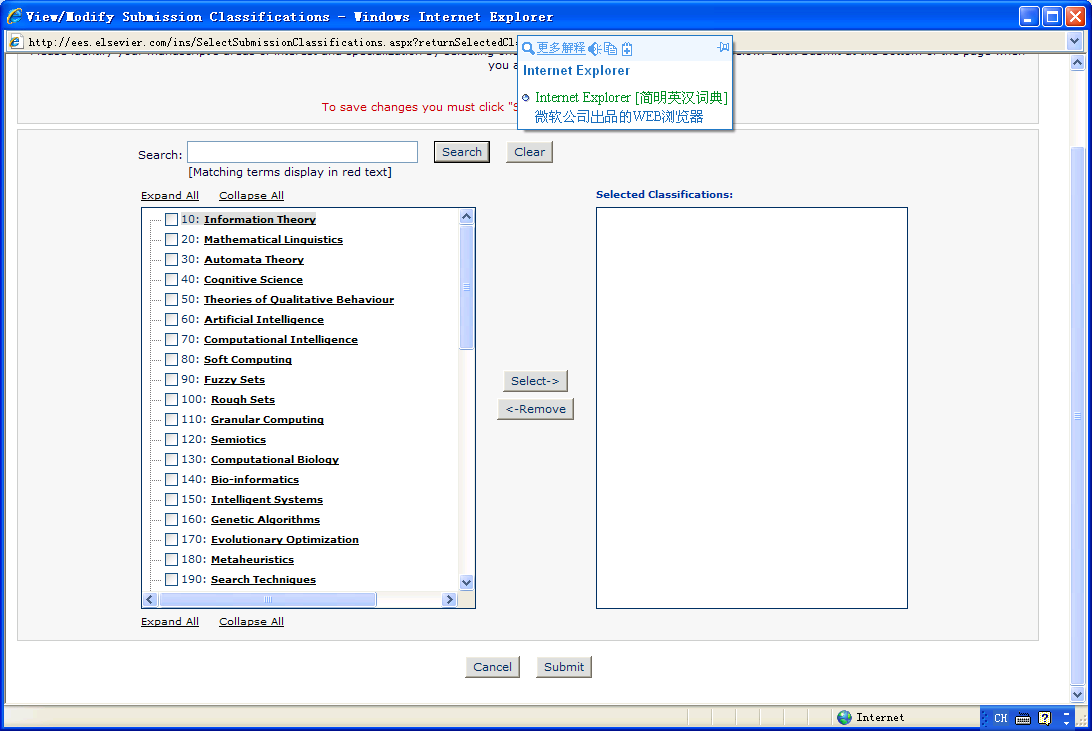 View/Modify Submission Classifications - Windows Internet Explorer
http://ees.elsevier.com/ins/SelectSubmissionClassifications.aspx?returnSelectedCla
更多解释
Internet Explorer
Internet Explorer [简明英汉词典]
微软公司出品的WEB浏览器
you a
To save changes you must click "S
Search:
Search
Clear
[Matching terms display in red text]
Expand All Collapse All
Selected Classifications:
10: Information Theory
20: Mathematical Linguistics
30: Automata Theory
40: Cognitive Science
50: Theories of Qualitative Behaviour
60: Artificial Intelligence
70: Computational Intelligence
80: Soft Computing
90: Fuzzy Sets
100: Rough Sets
110: Granular Computing
120: Semiotics
130: Computational Biology
140: Bio-informatics
150: Intelligent Systems
160: Genetic Algorithms
170: Evolutionary Optimization
180: Metaheuristics
190: Search Techniques
Select->
<-Remove
Expand All Collapse All
Cancel
Submit
Internet
CH